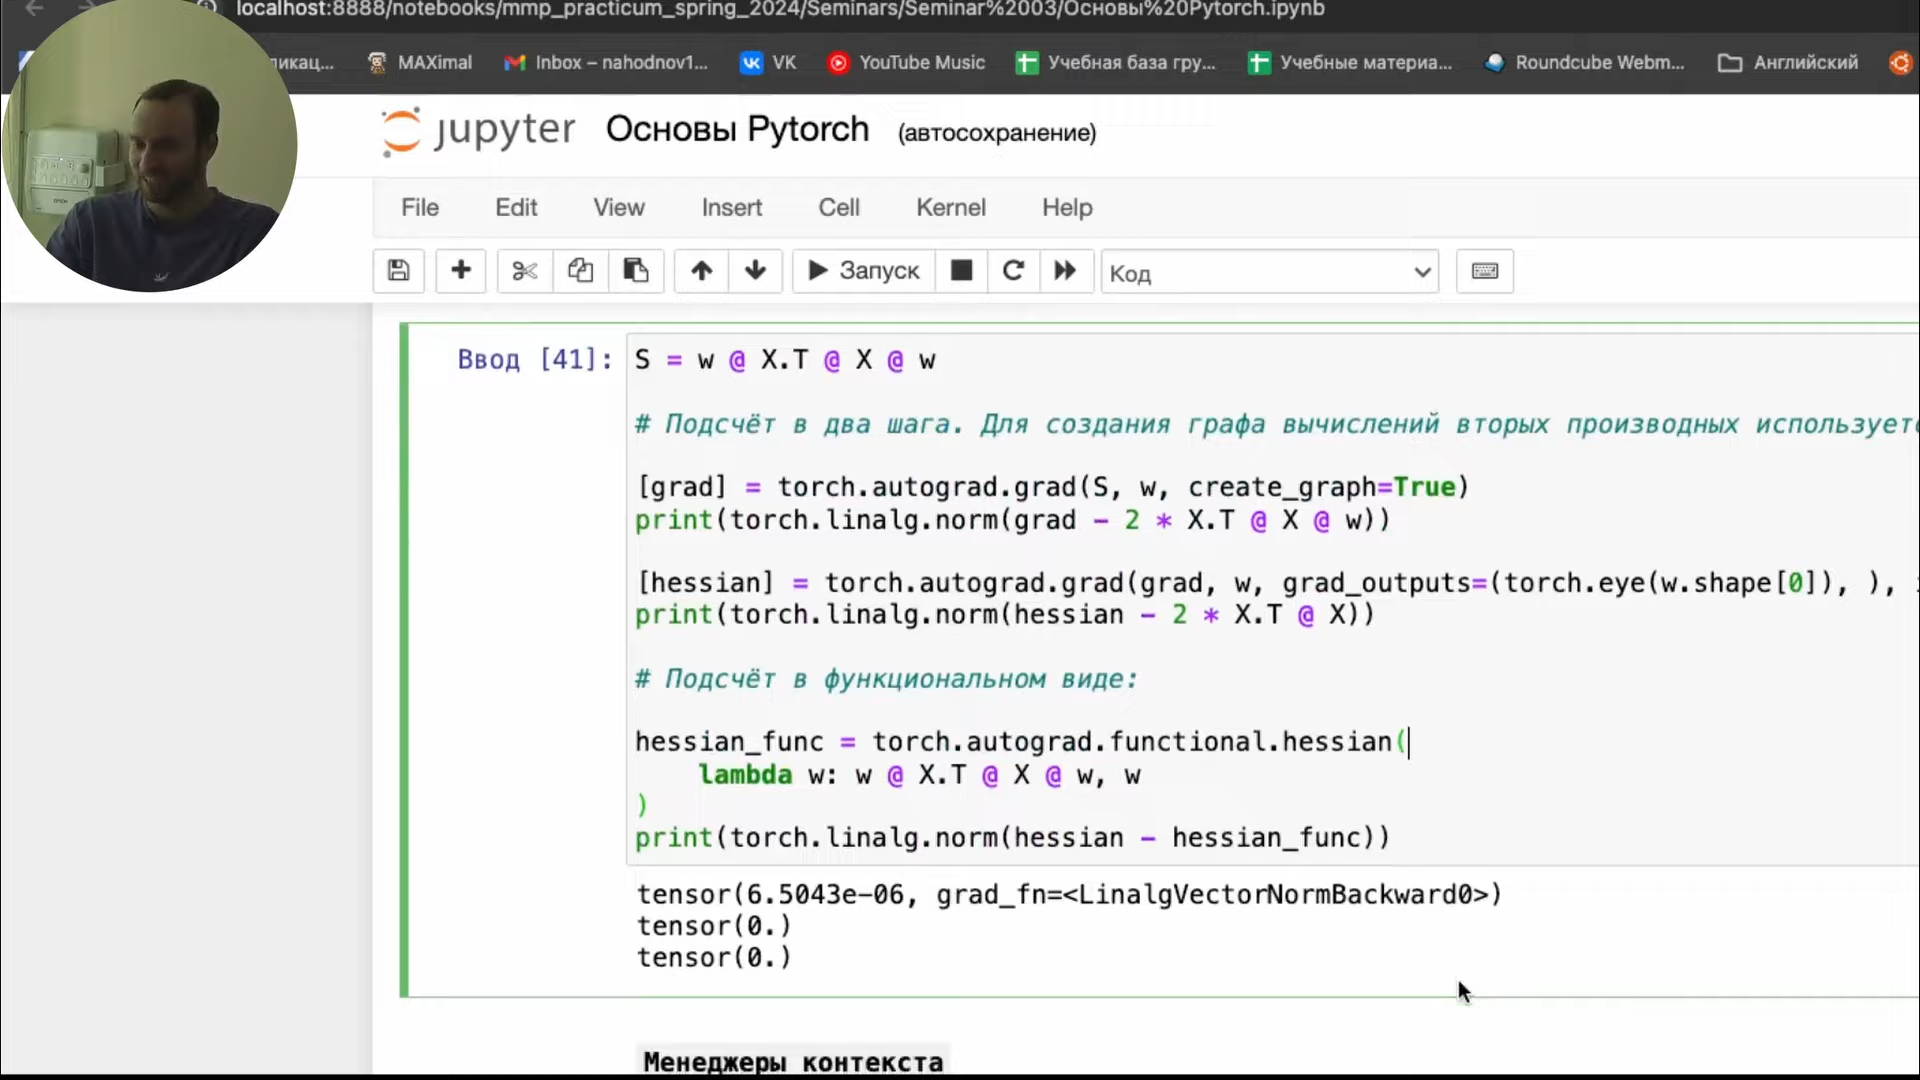 localhost:8888/notebooks/mmp_practicum_spring_2024/Seminars/Seminar%2003/Основы%20Pytorch.ipynb
ликац... MAXimal Inbox – nahodnov1... VK YouTube Music Учебная база гру... Учебные материа... Roundcube Webm... Английский
jupyter Основы Pytorch (автосохранение)
File Edit View Insert Cell Kernel Help
Запуск Код
Ввод [41]: S = w @ X.T @ X @ w
# Подсчёт в два шага. Для создания графа вычислений вторых производных используетс
[grad] = torch.autograd.grad(S, w, create_graph=True)
print(torch.linalg.norm(grad - 2 * X.T @ X @ w))
[hessian] = torch.autograd.grad(grad, w, grad_outputs=(torch.eye(w.shape[0]), ),
print(torch.linalg.norm(hessian - 2 * X.T @ X))
# Подсчёт в функциональном виде:
hessian_func = torch.autograd.functional.hessian(
lambda w: w @ X.T @ X @ w, w
)
print(torch.linalg.norm(hessian - hessian_func))
tensor(6.5043e-06, grad_fn=<LinalgVectorNormBackward0>)
tensor(0.)
tensor(0.)
Менеджеры контекста
EPSON